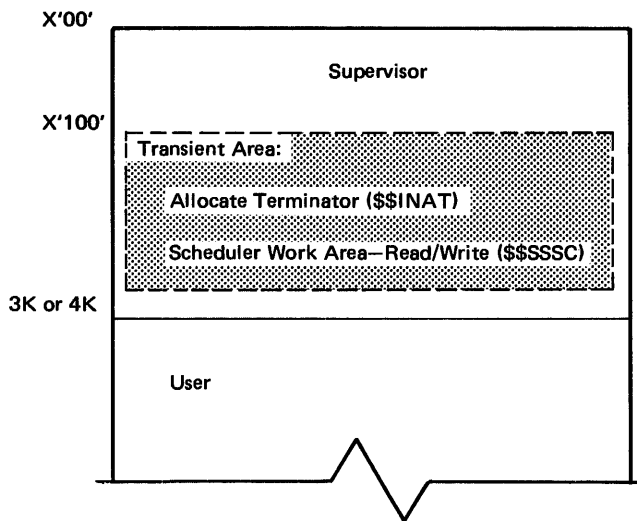 X'00'
Supervisor
X'100'
Transient Area:
Allocate Terminator ($$INAT)
Scheduler Work Area—Read/Write ($$SSSC)
3K or 4K
User